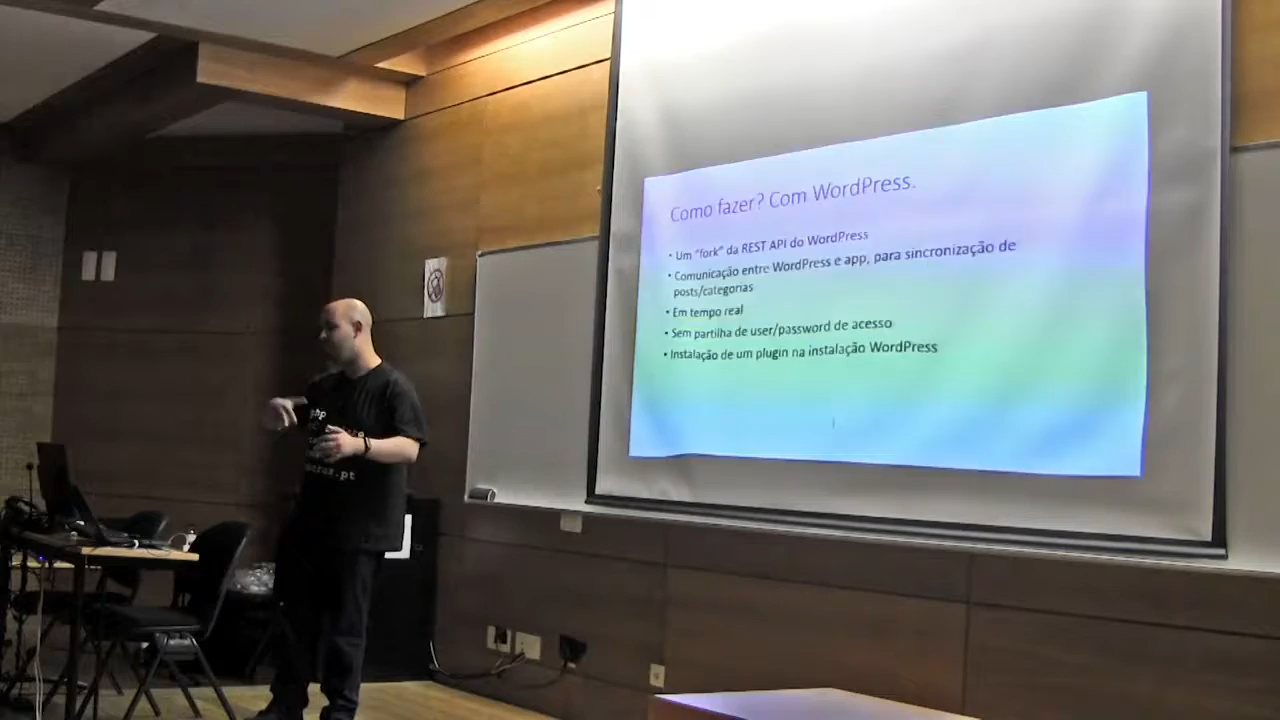 Como fazer? Com WordPress.
• Um "fork" da REST API do WordPress
• Comunicação entre WordPress e app, para sincronização de
posts/categorias
• Em tempo real
• Sem partilha de user/password de acesso
• Instalação de um plugin na instalação WordPress
php